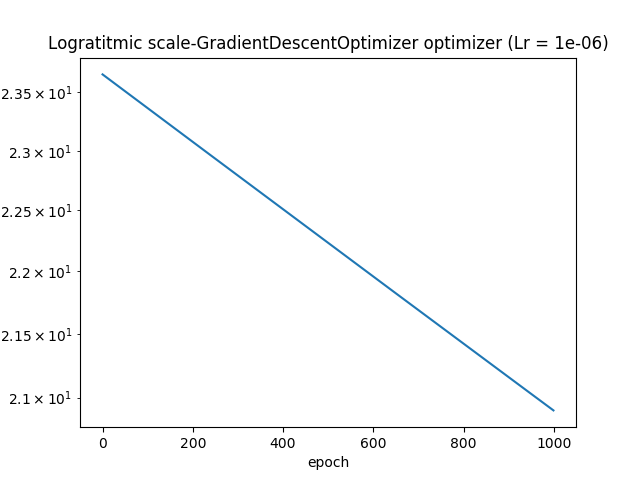 Logratitmic scale-GradientDescentOptimizer optimizer (Lr = 1e-06)
2.35 × 10¹
2.3 × 10¹
2.25 × 10¹
2.2 × 10¹
2.15 × 10¹
2.1 × 10¹
0 200 400 600 800 1000
epoch